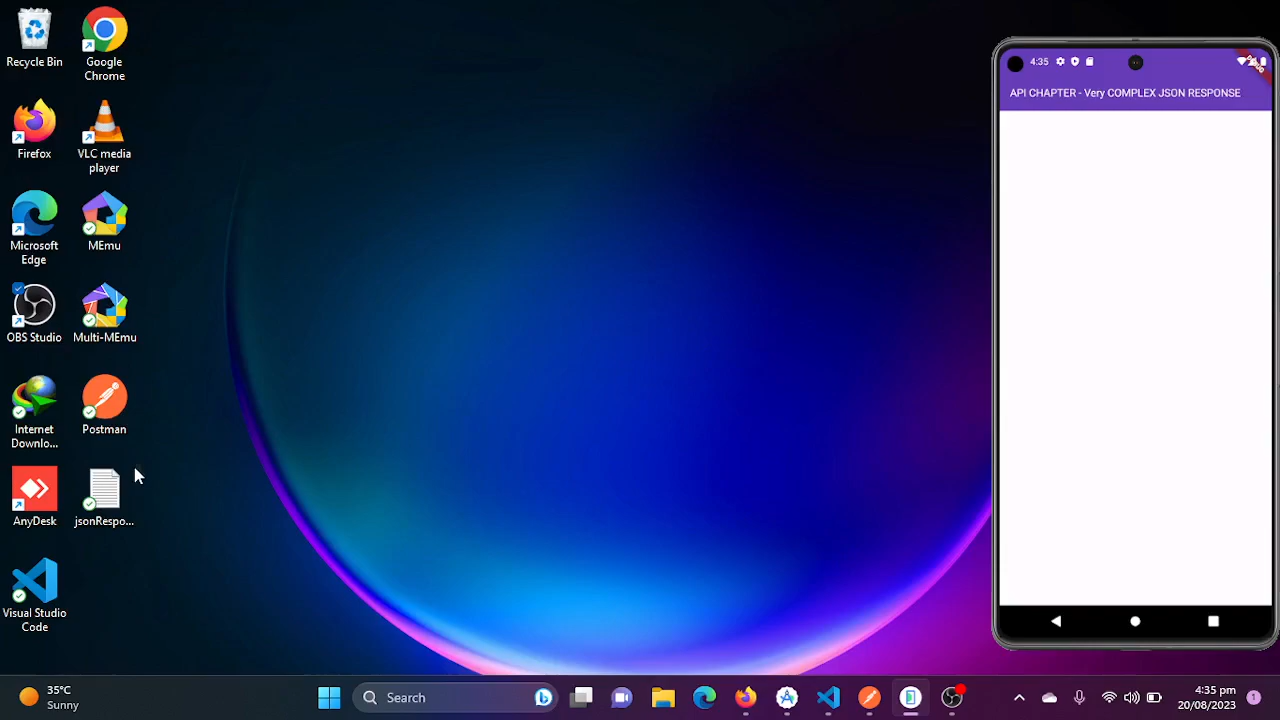 Recycle Bin
Google
Chrome
Firefox
VLC media
player
Microsoft
Edge
MEmu
OBS Studio
Multi-MEmu
Internet
Downlo...
Postman
AnyDesk
jsonRespo...
Visual Studio
Code
4:35
API CHAPTER - Very COMPLEX JSON RESPONSE
35°C
Sunny
Search
4:35 pm
20/08/2023
1